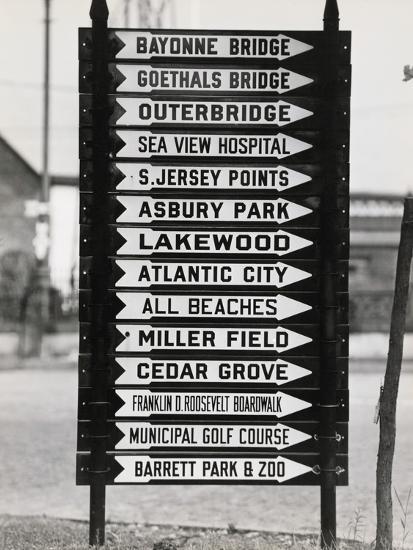 BAYONNE BRIDGE
GOETHALS BRIDGE
OUTERBRIDGE
SEA VIEW HOSPITAL
S. JERSEY POINTS
ASBURY PARK
LAKEWOOD
ATLANTIC CITY
ALL BEACHES
MILLER FIELD
CEDAR GROVE
FRANKLIN D. ROOSEVELT BOARDWALK
MUNICIPAL GOLF COURSE
BARRETT PARK & ZOO